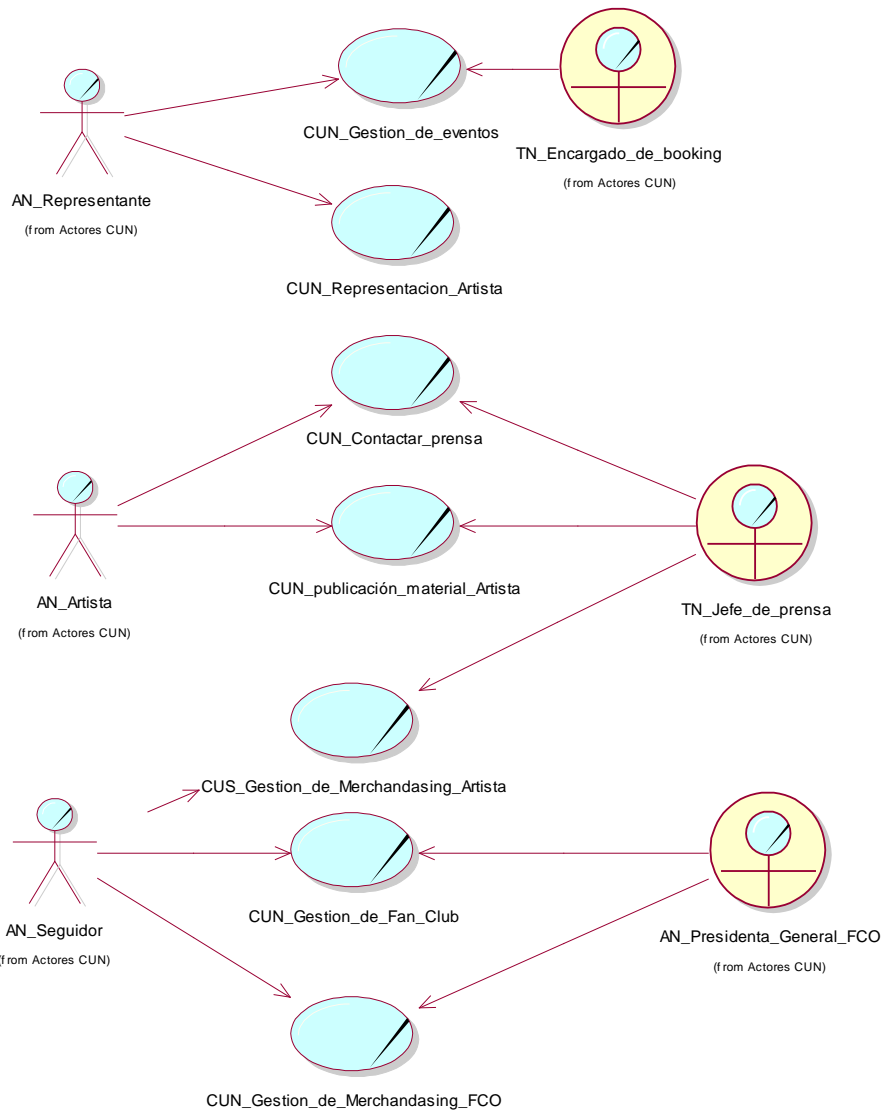 CUN_Gestion_de_eventos
TN_Encargado_de_booking
(from Actores CUN)
AN_Representante
(from Actores CUN)
CUN_Representacion_Artista
CUN_Contactar_prensa
CUN_publicación_material_Artista
AN_Artista
(from Actores CUN)
TN_Jefe_de_prensa
(from Actores CUN)
CUS_Gestion_de_Merchandasing_Artista
CUN_Gestion_de_Fan_Club
AN_Seguidor
(from Actores CUN)
AN_Presidenta_General_FCO
(from Actores CUN)
CUN_Gestion_de_Merchandasing_FCO